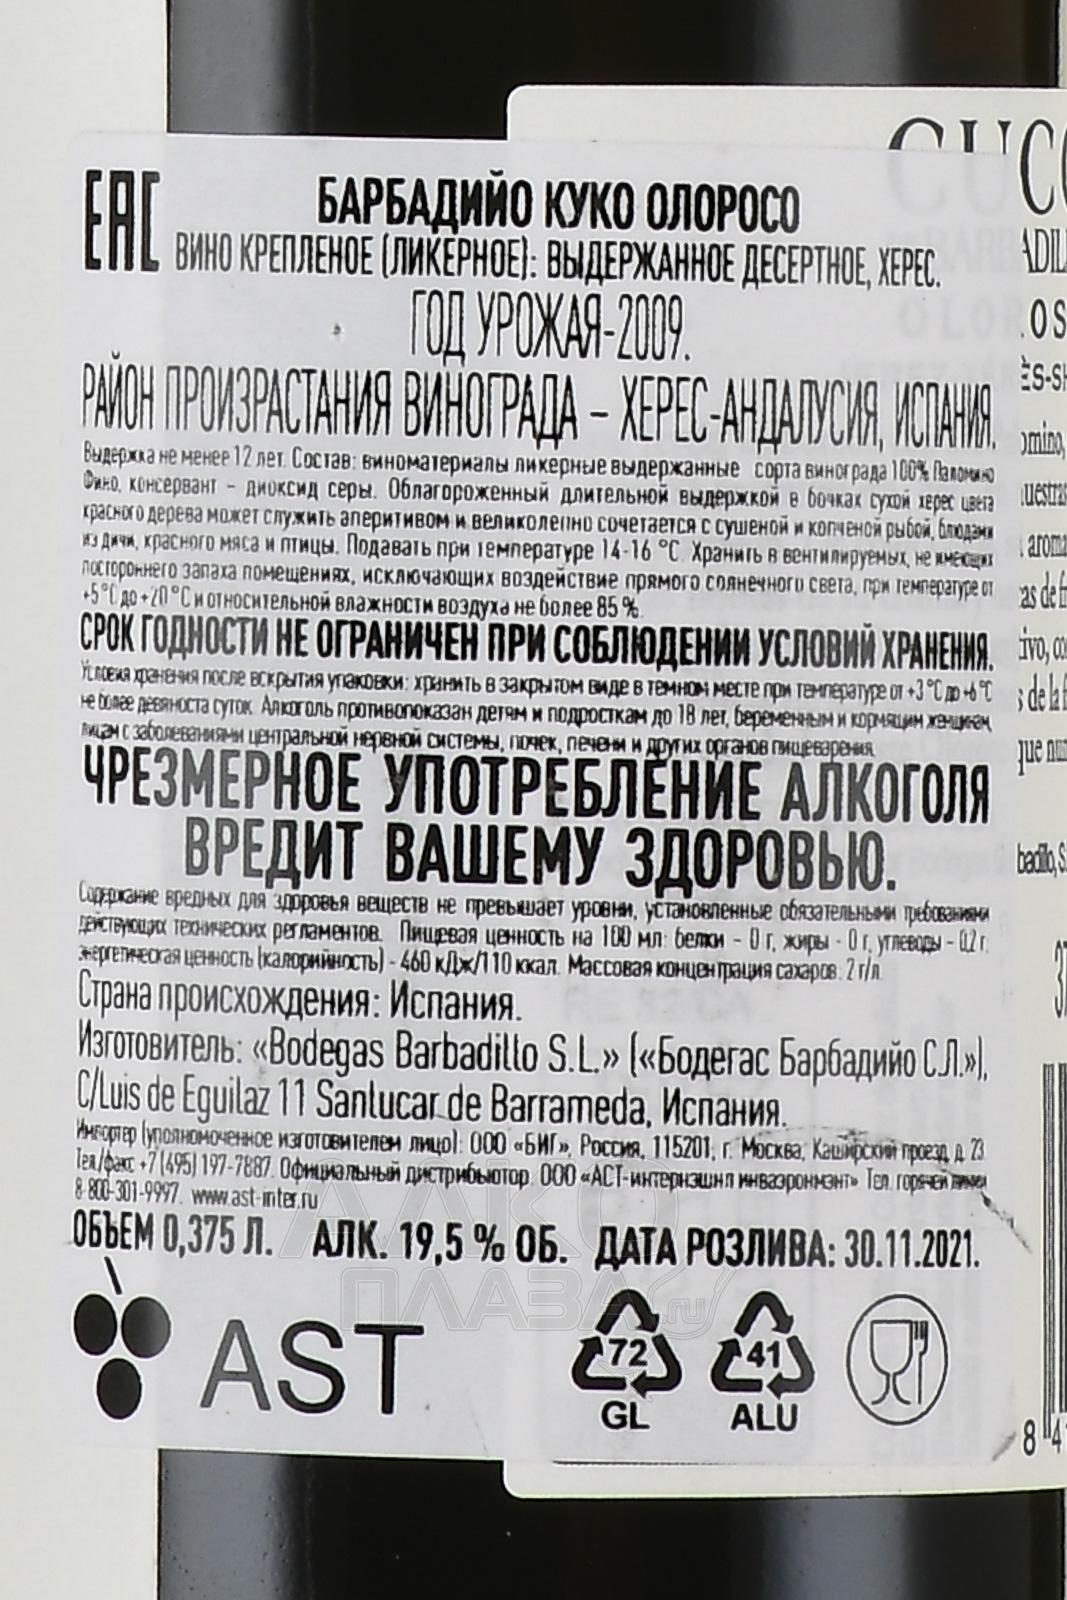 ЕАС
БАРБАДИЙО КУКО ОЛОРОСО
ВИНО КРЕПЛЕНОЕ (ЛИКЕРНОЕ): ВЫДЕРЖАННОЕ ДЕСЕРТНОЕ, ХЕРЕС.
ГОД УРОЖАЯ-2009.
РАЙОН ПРОИЗРАСТАНИЯ ВИНОГРАДА – ХЕРЕС-АНДАЛУСИЯ, ИСПАНИЯ.
Выдержка не менее 12 лет. Состав: виноматериалы ликерные выдержанные сорта винограда 100% Паломино
Фино, консервант – диоксид серы. Облагороженный длительной выдержкой в бочках сухой херес цвета
красного дерева может служить аперитивом и великолепно сочетается с сушеной и копченой рыбой, блюдами
из дичи, красного мяса и птицы. Подавать при температуре 14-16 °С. Хранить в вентилируемых, не имеющих
постороннего запаха помещениях, исключающих воздействие прямого солнечного света, при температуре от
+5°С до +20°С и относительной влажности воздуха не более 85 %.
СРОК ГОДНОСТИ НЕ ОГРАНИЧЕН ПРИ СОБЛЮДЕНИИ УСЛОВИЙ ХРАНЕНИЯ.
Условия хранения после вскрытия упаковки: хранить в закрытом виде в темном месте при температуре от +3 °С до +6 °С
не более девяноста суток. Алкоголь противопоказан детям и подросткам до 18 лет, беременным и кормящим женщинам,
лицам с заболеваниями центральной нервной системы, почек, печени и других органов пищеварения.
ЧРЕЗМЕРНОЕ УПОТРЕБЛЕНИЕ АЛКОГОЛЯ
ВРЕДИТ ВАШЕМУ ЗДОРОВЬЮ.
Содержание вредных для здоровья веществ не превышает уровни, установленные обязательными требованиями
действующих технических регламентов. Пищевая ценность на 100 мл: белки – 0 г, жиры - 0 г, углеводы – 0,2 г.
энергетическая ценность (калорийность) - 460 кДж/110 ккал. Массовая концентрация сахаров: 2 г/л.
Страна происхождения: Испания.
Изготовитель: «Bodegas Barbadillo S.L.» («Бодегас Барбадийо С.Л.»),
C/Luis de Eguilaz 11 Santucar de Barrameda, Испания.
Импортер (уполномоченное изготовителем лицо): ООО «БИГ», Россия, 115201, г. Москва, Каширский проезд, д. 23.
Тел./факс +7 (495) 197-7887. Официальный дистрибьютор: ООО «АСТ-интернэшнл инваэронмэнт» Тел. горячей линии
8-800-301-9997. www.ast-inter.ru
ОБЪЕМ 0,375 Л. АЛК. 19,5 % ОБ. ДАТА РОЗЛИВА: 30.11.2021.
AST
72
GL
41
ALU
АЛКО
ПЛАЗА.ru